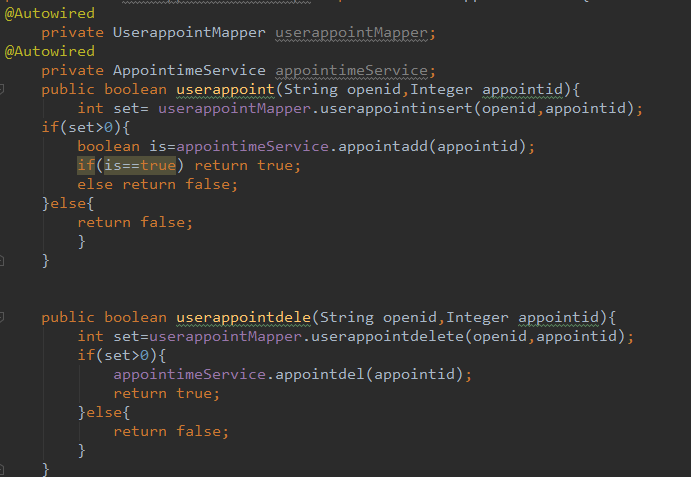 @Autowired
private UserappointMapper userappointMapper;
@Autowired
private AppointimeService appointimeService;
public boolean userappoint(String openid,Integer appointid){
int set= userappointMapper.userappointinsert(openid,appointid);
if(set>0){
boolean is=appointimeService.appointadd(appointid);
if(is==true) return true;
else return false;
}else{
return false;
}
}
public boolean userappointdele(String openid,Integer appointid){
int set=userappointMapper.userappointdelete(openid,appointid);
if(set>0){
appointimeService.appointdel(appointid);
return true;
}else{
return false;
}
}